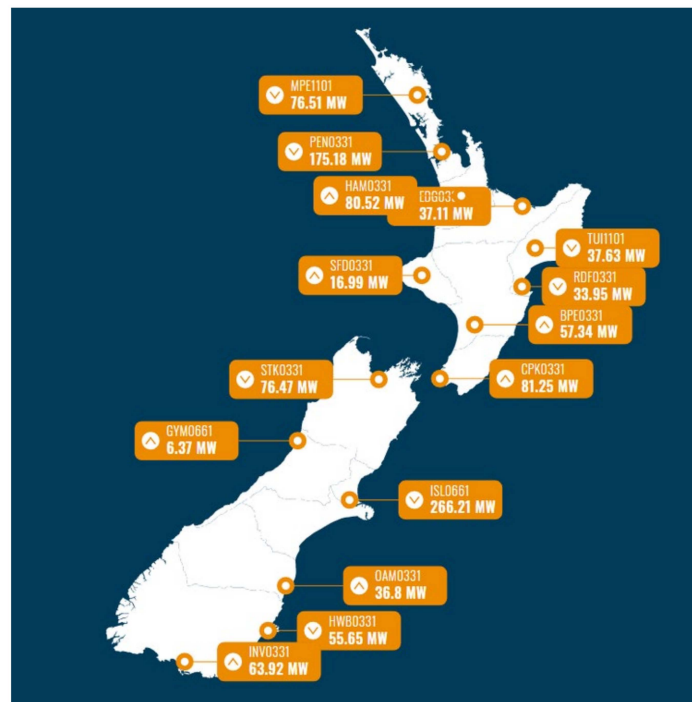 MPE1101
76.51 MW
PEN0331
175.18 MW
HAM0331
80.52 MW
37.11 MW
TUI1101
37.63 MW
SFD0331
16.99 MW
RDF0331
33.95 MW
BPE0331
57.34 MW
STK0331
76.47 MW
CPK0331
81.25 MW
GYM0661
6.37 MW
ISL0661
266.21 MW
OAM0331
36.8 MW
HWB0331
55.65 MW
INV0331
63.92 MW